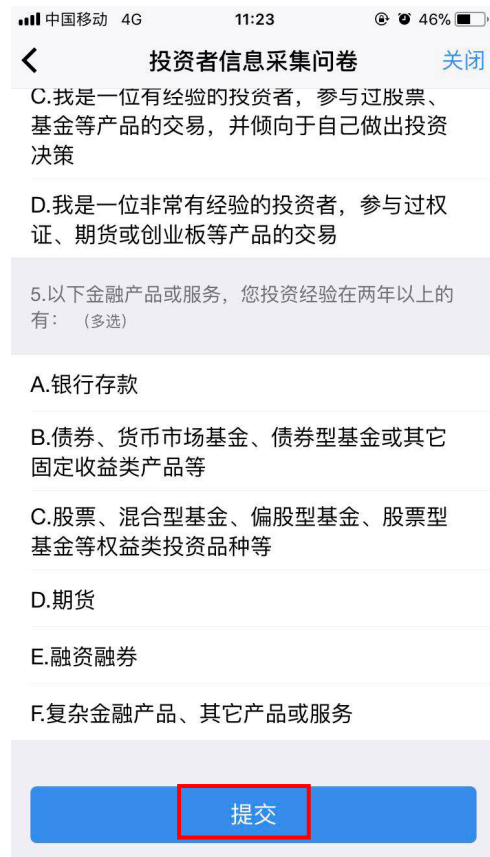 中国移动 4G 11:23 46%
投资者信息采集问卷 关闭
C.我是一位有经验的投资者，参与过股票、
基金等产品的交易，并倾向于自己做出投资
决策
D.我是一位非常有经验的投资者，参与过权
证、期货或创业板等产品的交易
5.以下金融产品或服务，您投资经验在两年以上的
有：（多选）
A.银行存款
B.债券、货币市场基金、债券型基金或其它
固定收益类产品等
C.股票、混合型基金、偏股型基金、股票型
基金等权益类投资品种等
D.期货
E.融资融券
F.复杂金融产品、其它产品或服务
提交